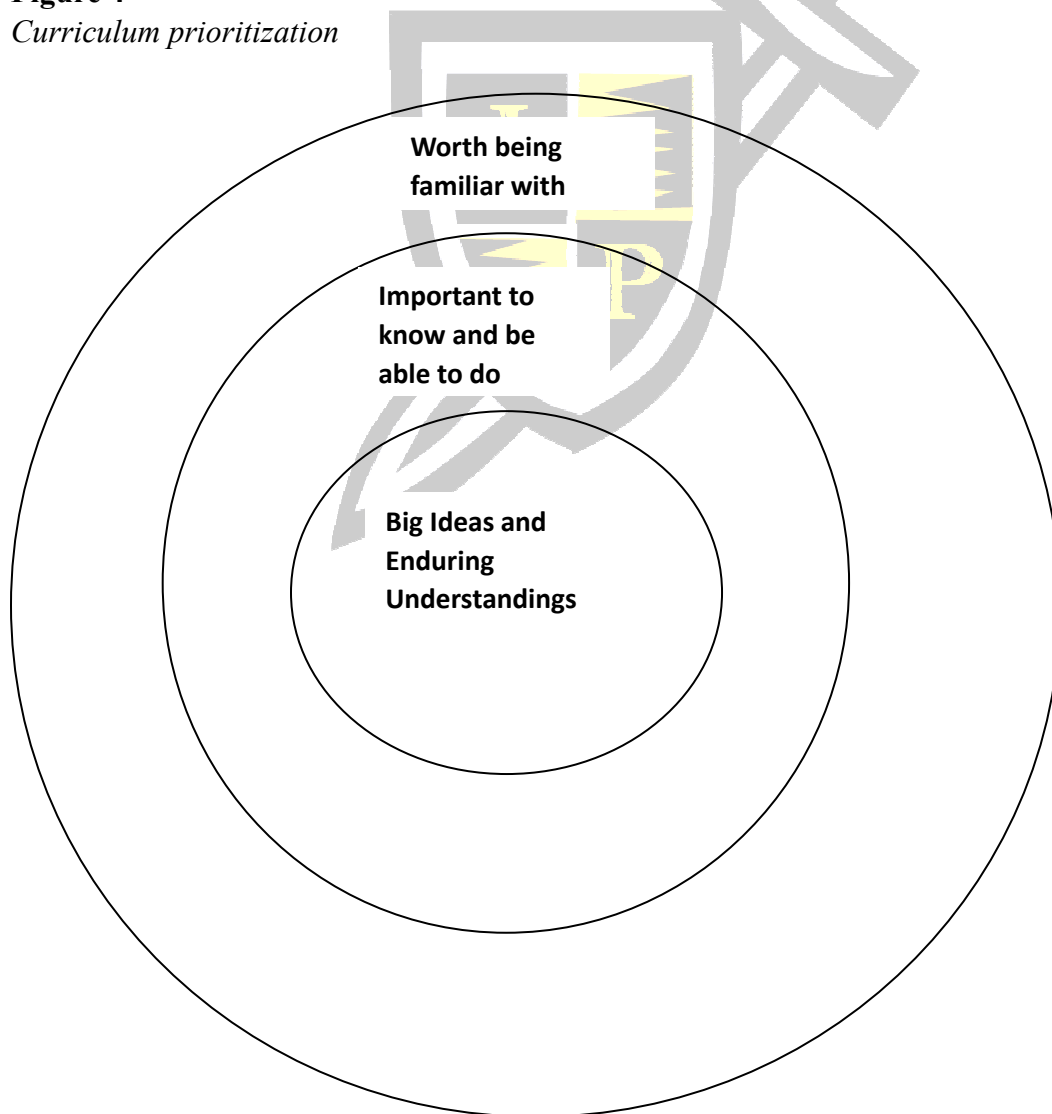 Curriculum prioritization
Worth being
familiar with
Important to
know and be
able to do
Big Ideas and
Enduring
Understandings
P